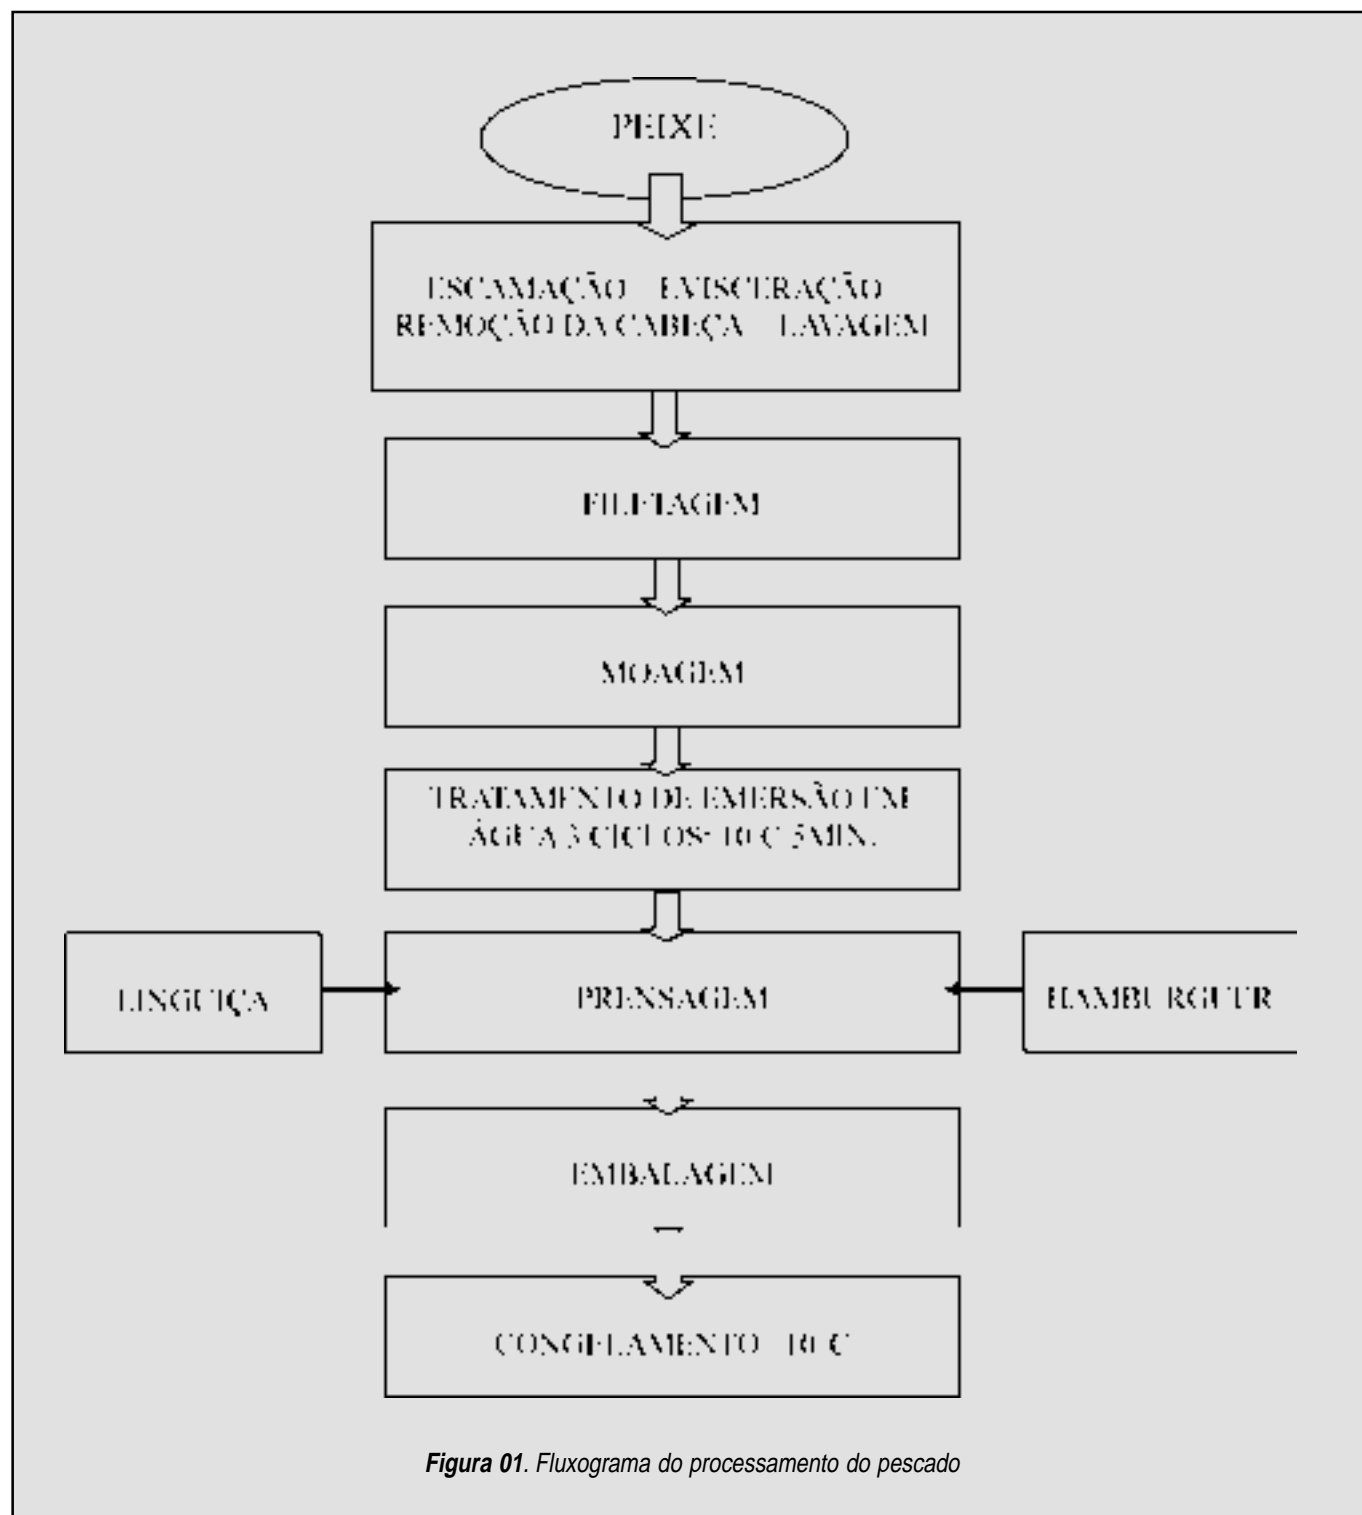 PEIXE
ESCAMAÇÃO EVISCERAÇÃO
REMOÇÃO DA CABEÇA LAVAGEM
FILETAGEM
MOAGEM
TRATAMENTO DE EMERSÃO EM
ÁGUA 3 CICLOS: 10 C 5MIN.
LINGUIÇA
PRENSAGEM
HAMBURGUER
EMBALAGEM
CONGELAMENTO
Figura 01. Fluxograma do processamento do pescado